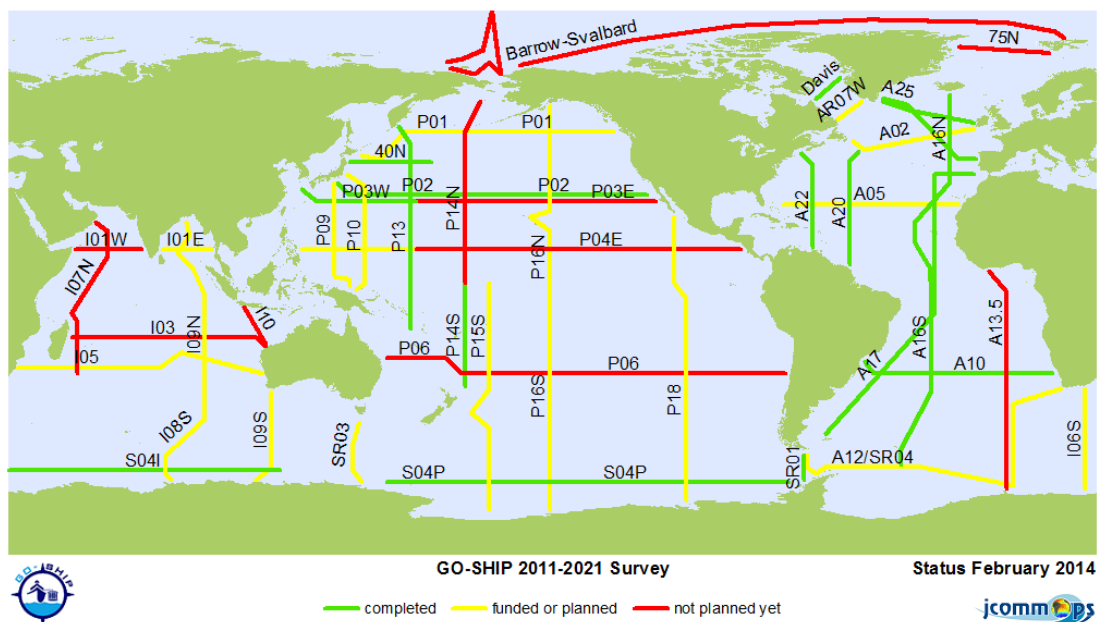 Barrow-Svalbard
75N
Davis
AR07W
A25
A16N
A02
P01 P01
40N
P03W P02 P14N P02 P03E
A22 A20 A05
P09 P10 P13
I01W I01E
P16N P04E
I07N
I10
I03 I09N
P14S P15S
A16S A13.5
I05
P06 P06
A17 A10
P16S P18
I08S I09S SR03
I06S
S04I
S04P S04P
SR01 A12/SR04
GO-SHIP
GO-SHIP 2011-2021 Survey
Status February 2014
completed funded or planned not planned yet
jcommops